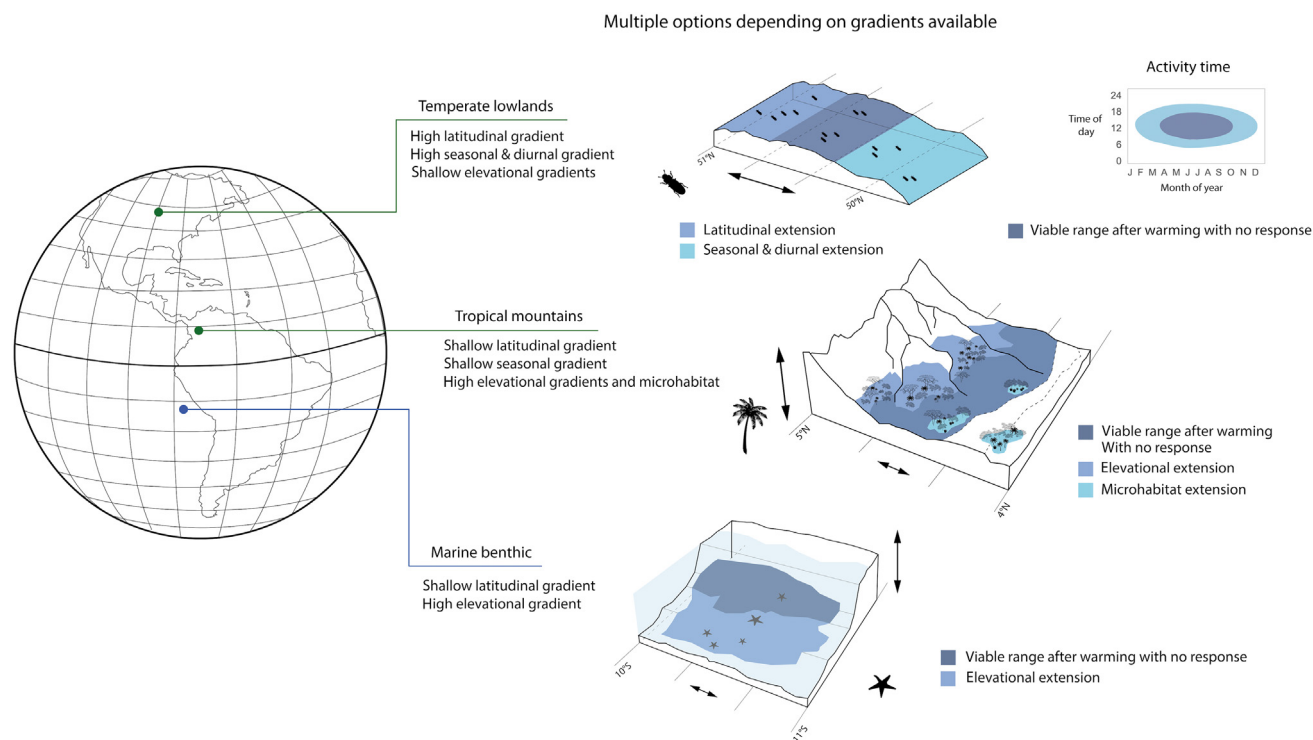 Multiple options depending on gradients available
Temperate lowlands
High latitudinal gradient
High seasonal & diurnal gradient
Shallow elevational gradients
51°N
50°N
Activity time
Time of
day
24
18
12
6
0
J F M A M J J A S O N D
Month of year
Latitudinal extension
Seasonal & diurnal extension
Viable range after warming with no response
Tropical mountains
Shallow latitudinal gradient
Shallow seasonal gradient
High elevational gradients and microhabitat
5°N
4°N
Viable range after warming
With no response
Elevational extension
Microhabitat extension
Marine benthic
Shallow latitudinal gradient
High elevational gradient
10°S
11°S
Viable range after warming with no response
Elevational extension